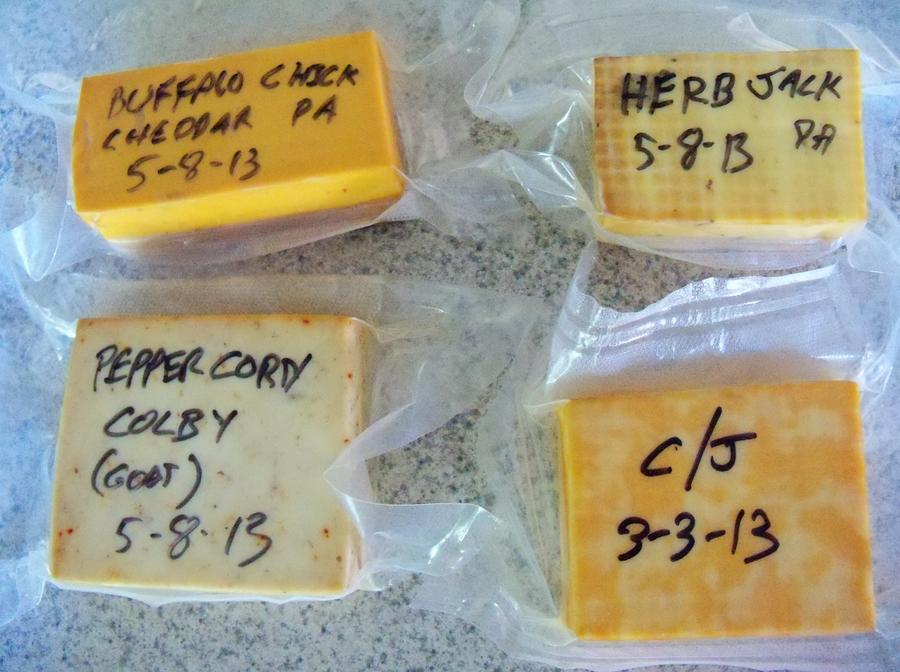 BUFFALO CHICK
CHEDDAR PA
5-8-13
HERB JACK
5-8-13 PA
PEPPER CORDY
COLBY
(GOAT)
5-8-13
C/J
3-3-13